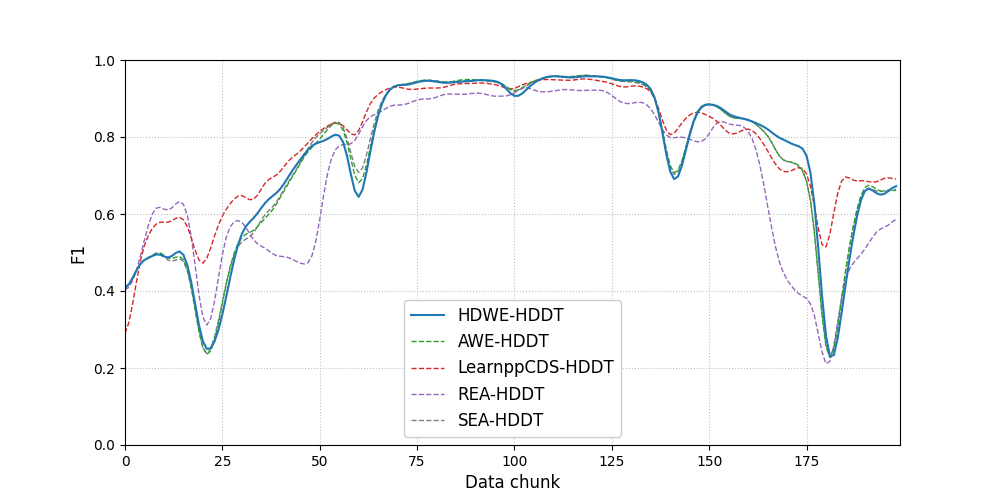 1.0
0.8
0.6
0.4
0.2
0.0
F1
0 25 50 75 100 125 150 175
Data chunk
HDWE-HDDT
AWE-HDDT
LearnppCDS-HDDT
REA-HDDT
SEA-HDDT